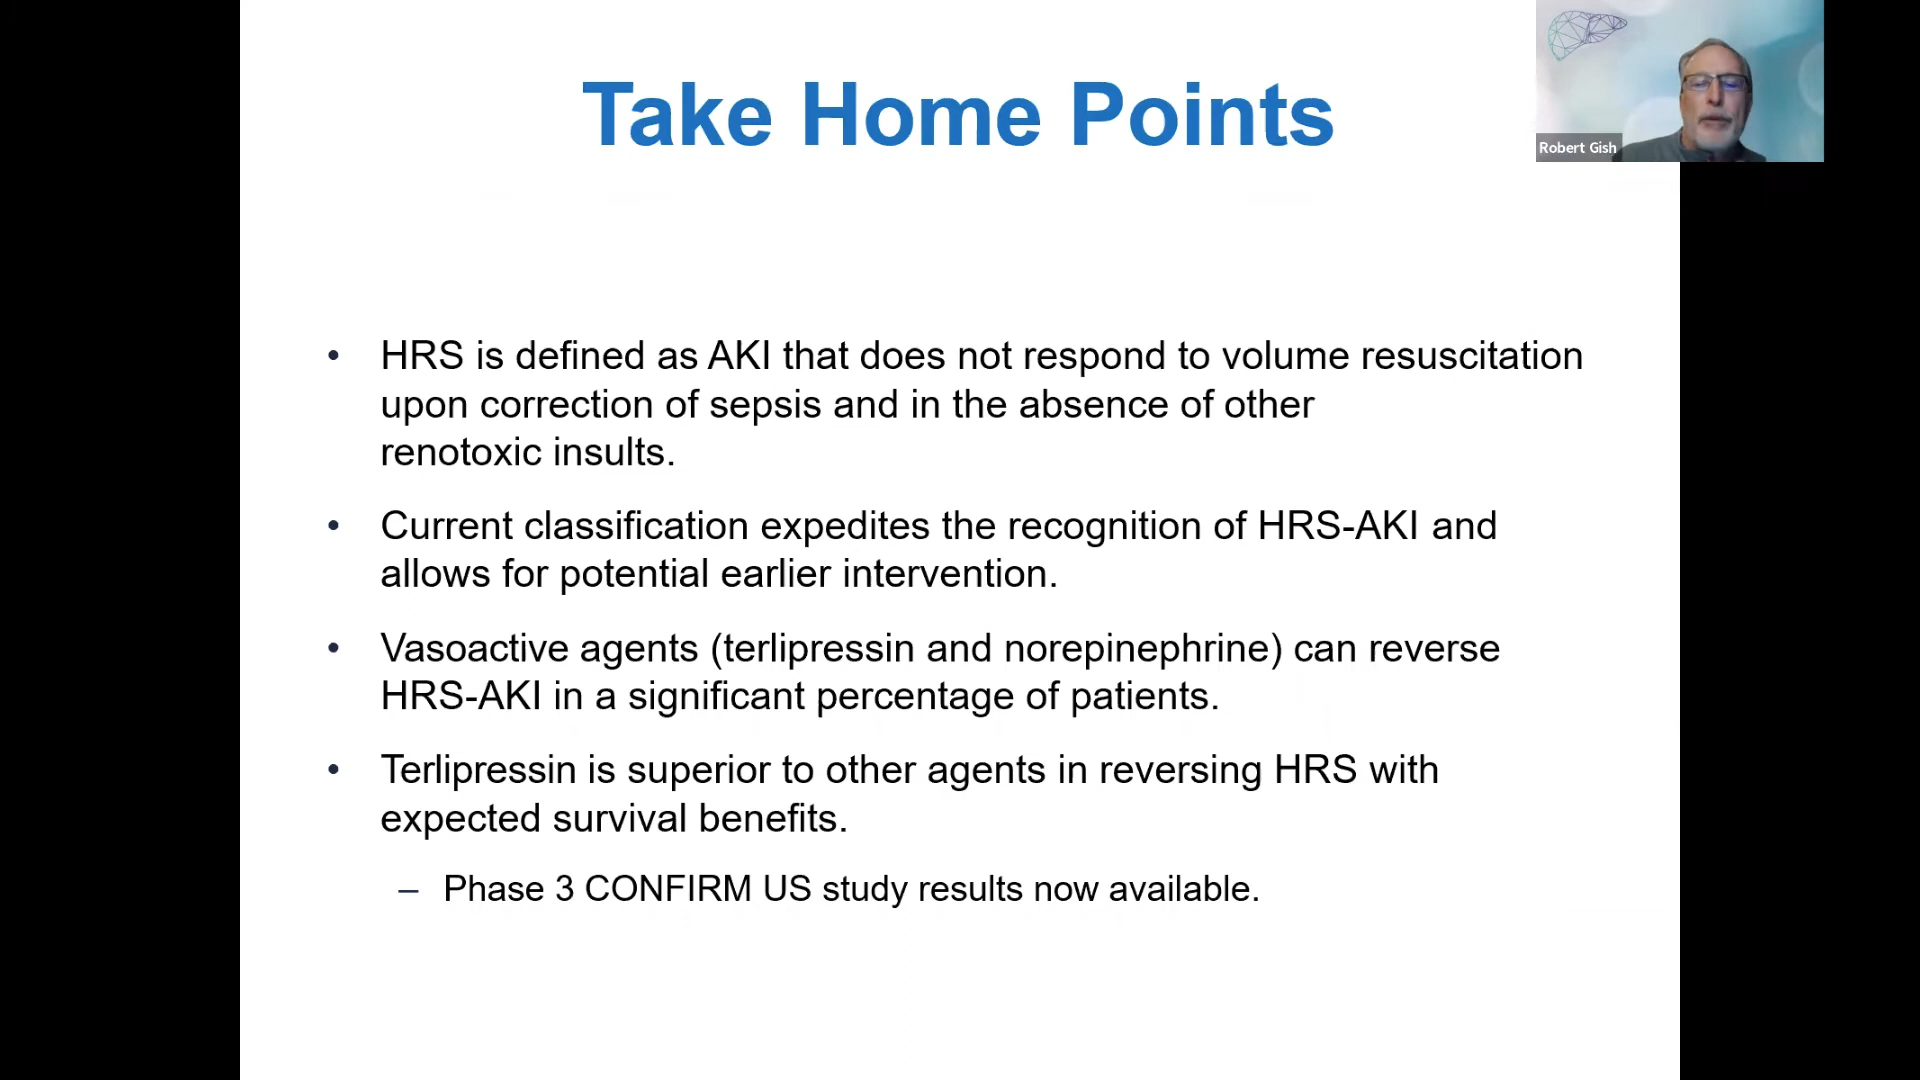 Take Home Points
Robert Gish
• HRS is defined as AKI that does not respond to volume resuscitation
upon correction of sepsis and in the absence of other
renotoxic insults.
• Current classification expedites the recognition of HRS-AKI and
allows for potential earlier intervention.
• Vasoactive agents (terlipressin and norepinephrine) can reverse
HRS-AKI in a significant percentage of patients.
• Terlipressin is superior to other agents in reversing HRS with
expected survival benefits.
– Phase 3 CONFIRM US study results now available.